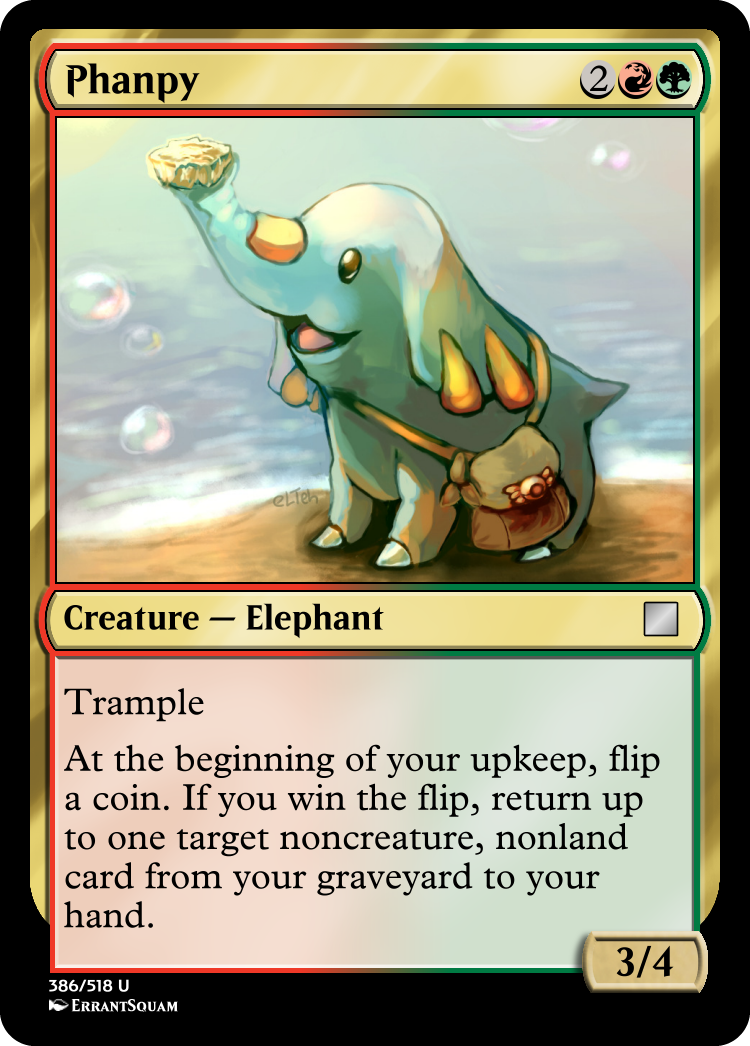 Phanpy 2
eLTeh
Creature — Elephant
Trample
At the beginning of your upkeep, flip
a coin. If you win the flip, return up
to one target noncreature, nonland
card from your graveyard to your
hand.
3/4
386/518 U
ErrantSquam